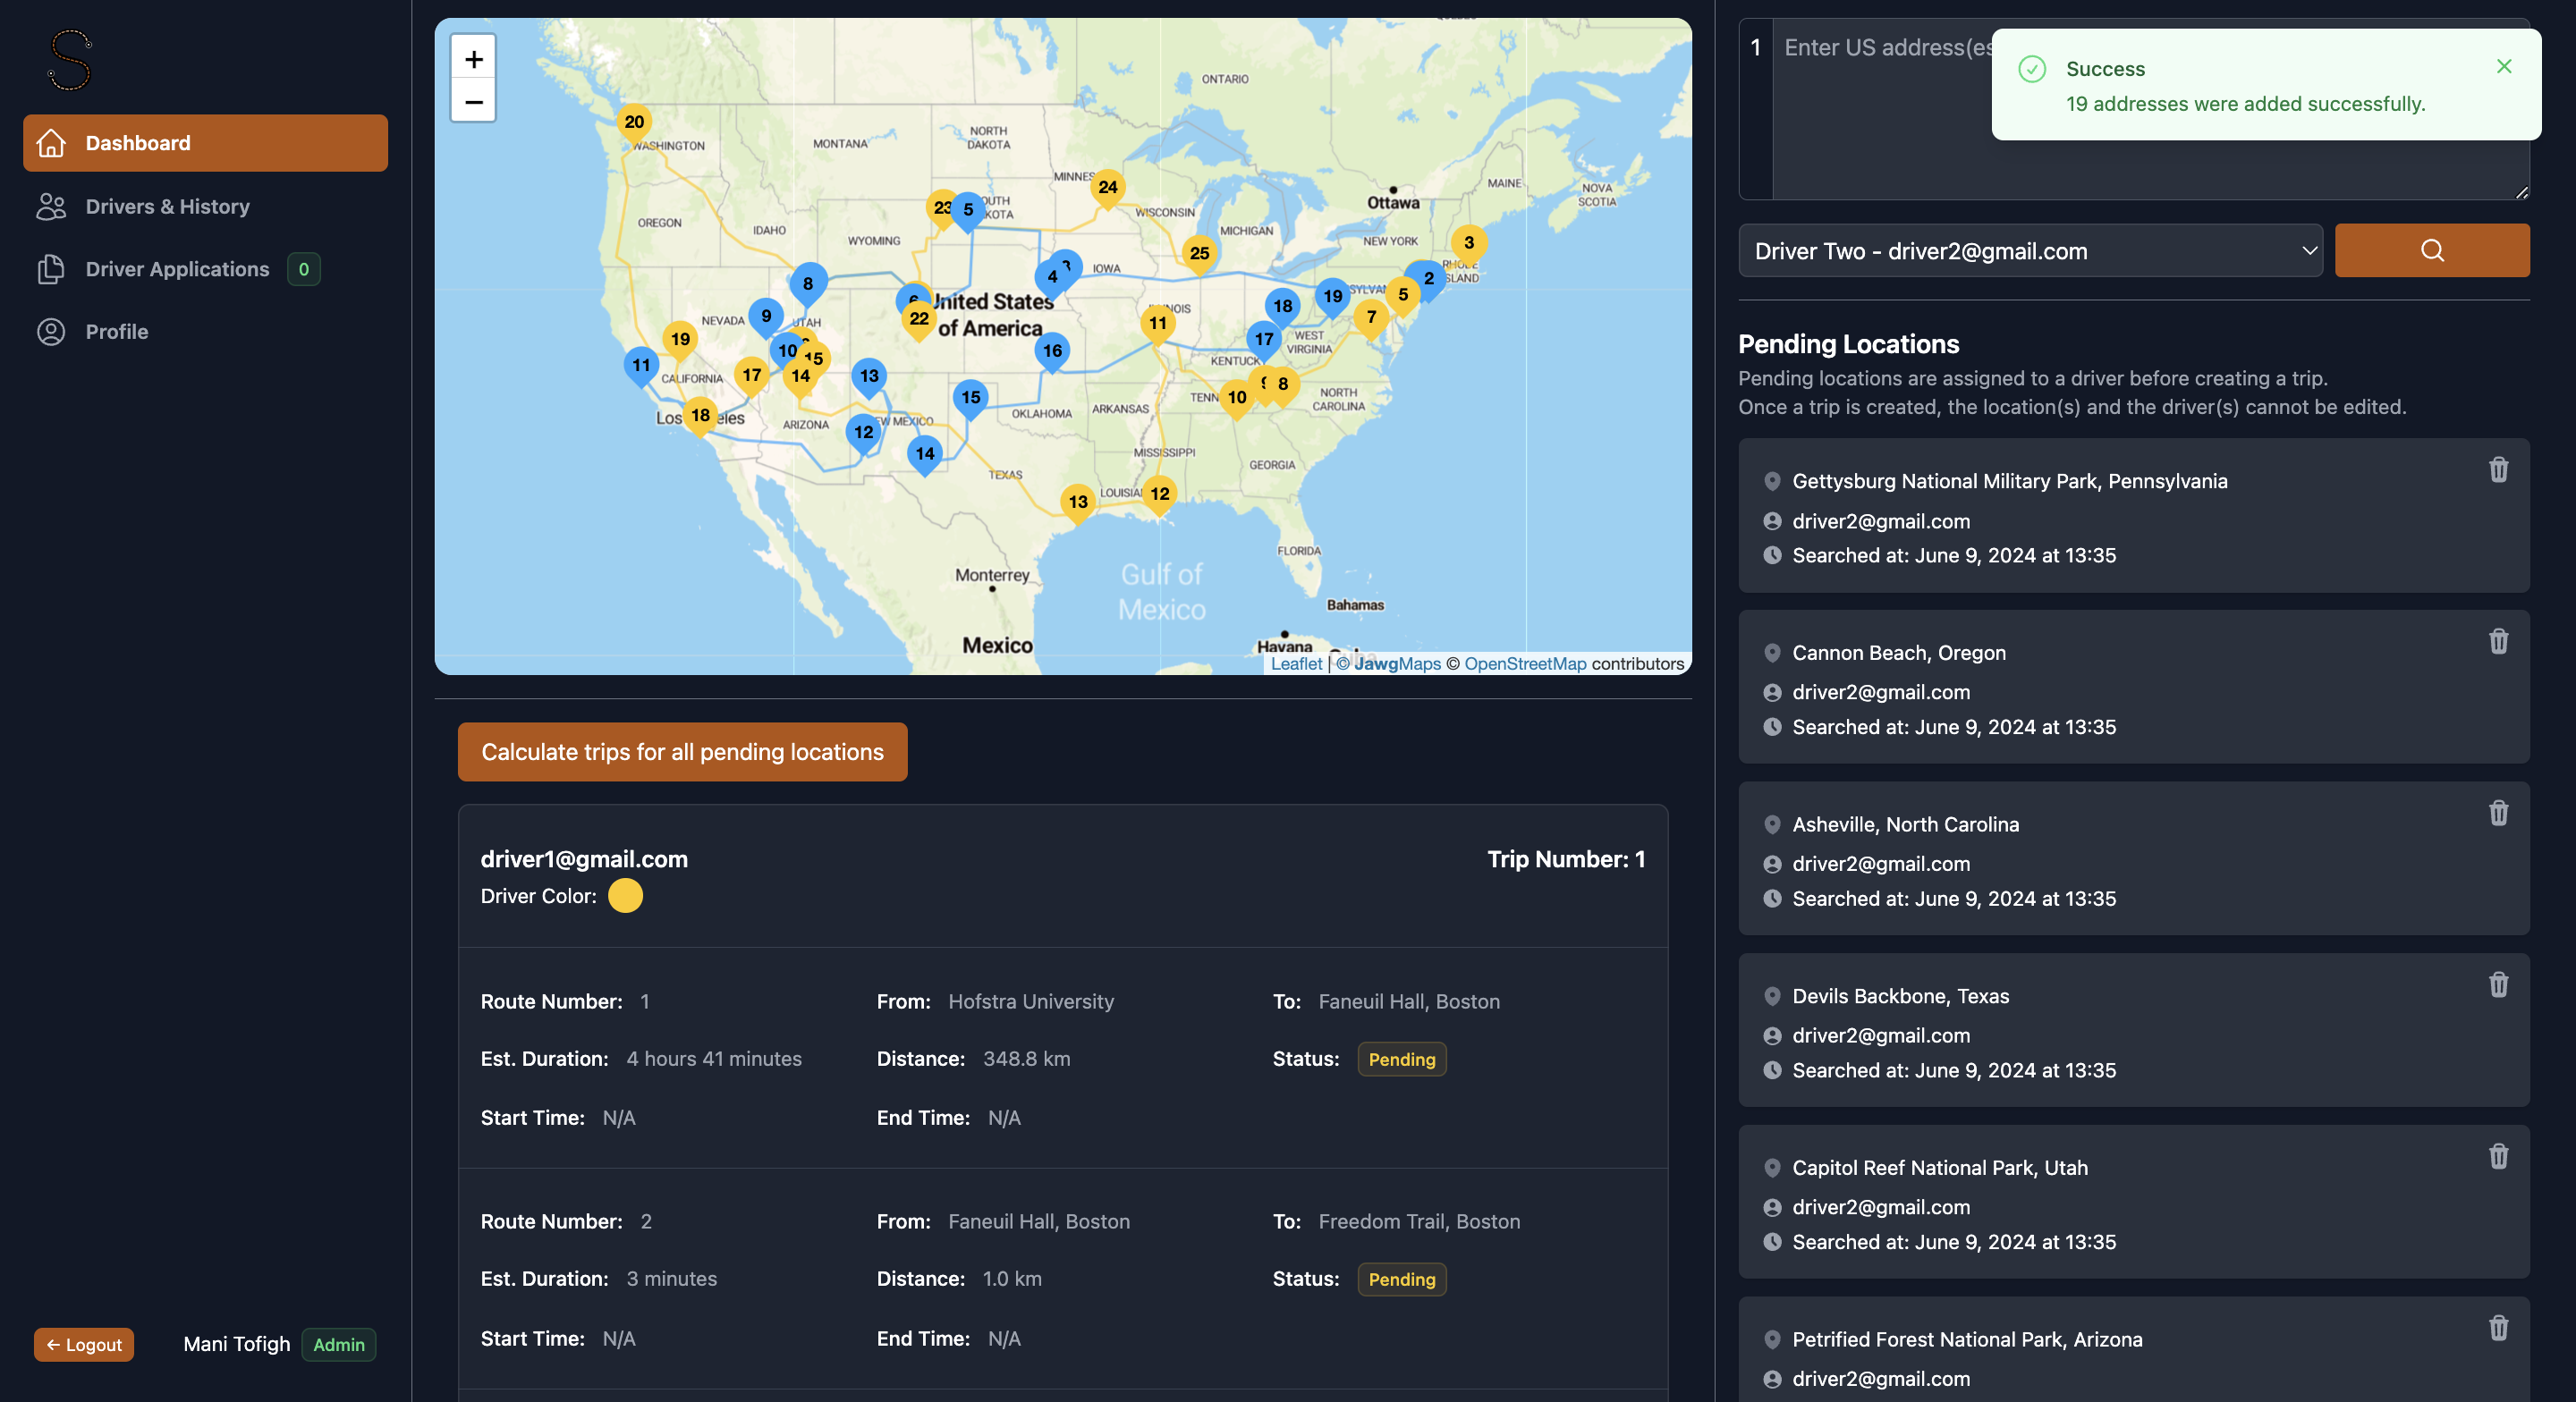 S
Dashboard
Drivers & History
Driver Applications 0
Profile
← Logout
Mani Tofigh Admin
+
−
ONTARIO
20
WASHINGTON
MONTANA
NORTH
DAKOTA
24
MAINE
NOVA
SCOTIA
Ottawa
OREGON
IDAHO
WYOMING
23
5
WISCONSIN
MICHIGAN
NEW YORK
3
25
IOWA
4
2
8
United States
of America
22
19
5
18
7
9
NEVADA
UTAH
11
WEST
VIRGINIA
19
10
15
16
17
KENTUCKY
11
CALIFORNIA
17
14
13
8
10
NORTH
CAROLINA
15
OKLAHOMA
ARKANSAS
18
ARIZONA
12
14
MISSISSIPPI
GEORGIA
TEXAS
13
12
FLORIDA
Monterrey
Gulf of
Mexico
Bahamas
Mexico
Havana
Leaflet | © JawgMaps © OpenStreetMap contributors
Calculate trips for all pending locations
driver1@gmail.com
Trip Number: 1
Driver Color:
Route Number: 1 From: Hofstra University To: Faneuil Hall, Boston
Est. Duration: 4 hours 41 minutes Distance: 348.8 km Status: Pending
Start Time: N/A End Time: N/A
Route Number: 2 From: Faneuil Hall, Boston To: Freedom Trail, Boston
Est. Duration: 3 minutes Distance: 1.0 km Status: Pending
Start Time: N/A End Time: N/A
1 Enter US address(es
Success
19 addresses were added successfully.
Driver Two - driver2@gmail.com
Pending Locations
Pending locations are assigned to a driver before creating a trip.
Once a trip is created, the location(s) and the driver(s) cannot be edited.
Gettysburg National Military Park, Pennsylvania
driver2@gmail.com
Searched at: June 9, 2024 at 13:35
Cannon Beach, Oregon
driver2@gmail.com
Searched at: June 9, 2024 at 13:35
Asheville, North Carolina
driver2@gmail.com
Searched at: June 9, 2024 at 13:35
Devils Backbone, Texas
driver2@gmail.com
Searched at: June 9, 2024 at 13:35
Capitol Reef National Park, Utah
driver2@gmail.com
Searched at: June 9, 2024 at 13:35
Petrified Forest National Park, Arizona
driver2@gmail.com